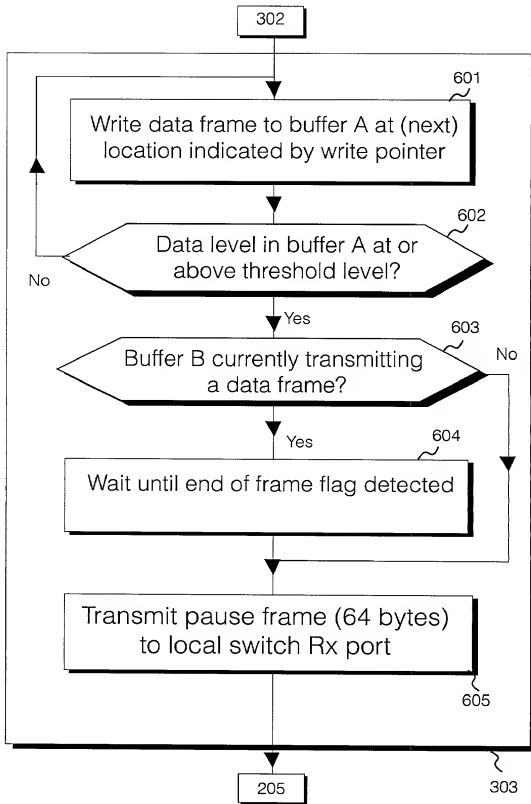 302
601
Write data frame to buffer A at (next)
location indicated by write pointer
602
Data level in buffer A at or
above threshold level?
No
Yes
603
Buffer B currently transmitting
a data frame?
No
Yes
604
Wait until end of frame flag detected
Transmit pause frame (64 bytes)
to local switch Rx port
605
303
205